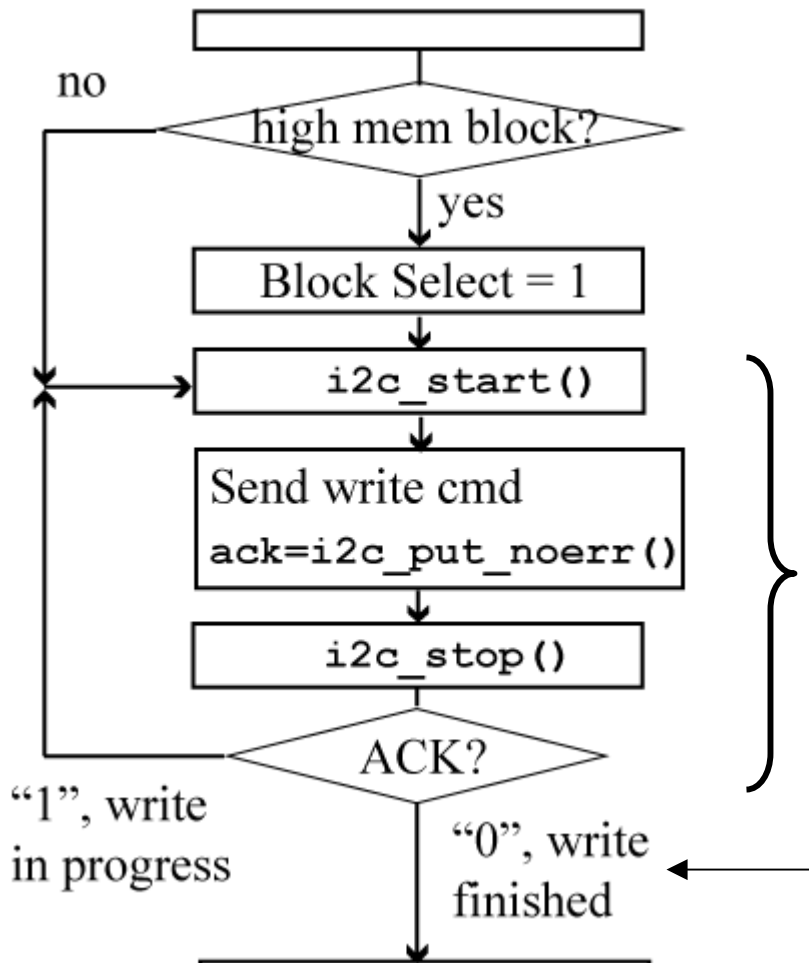 no
high mem block?
yes
Block Select = 1
i2c_start()
Send write cmd
ack=i2c_put_noerr()
i2c_stop()
ACK?
“1”, write
in progress
“0”, write
finished